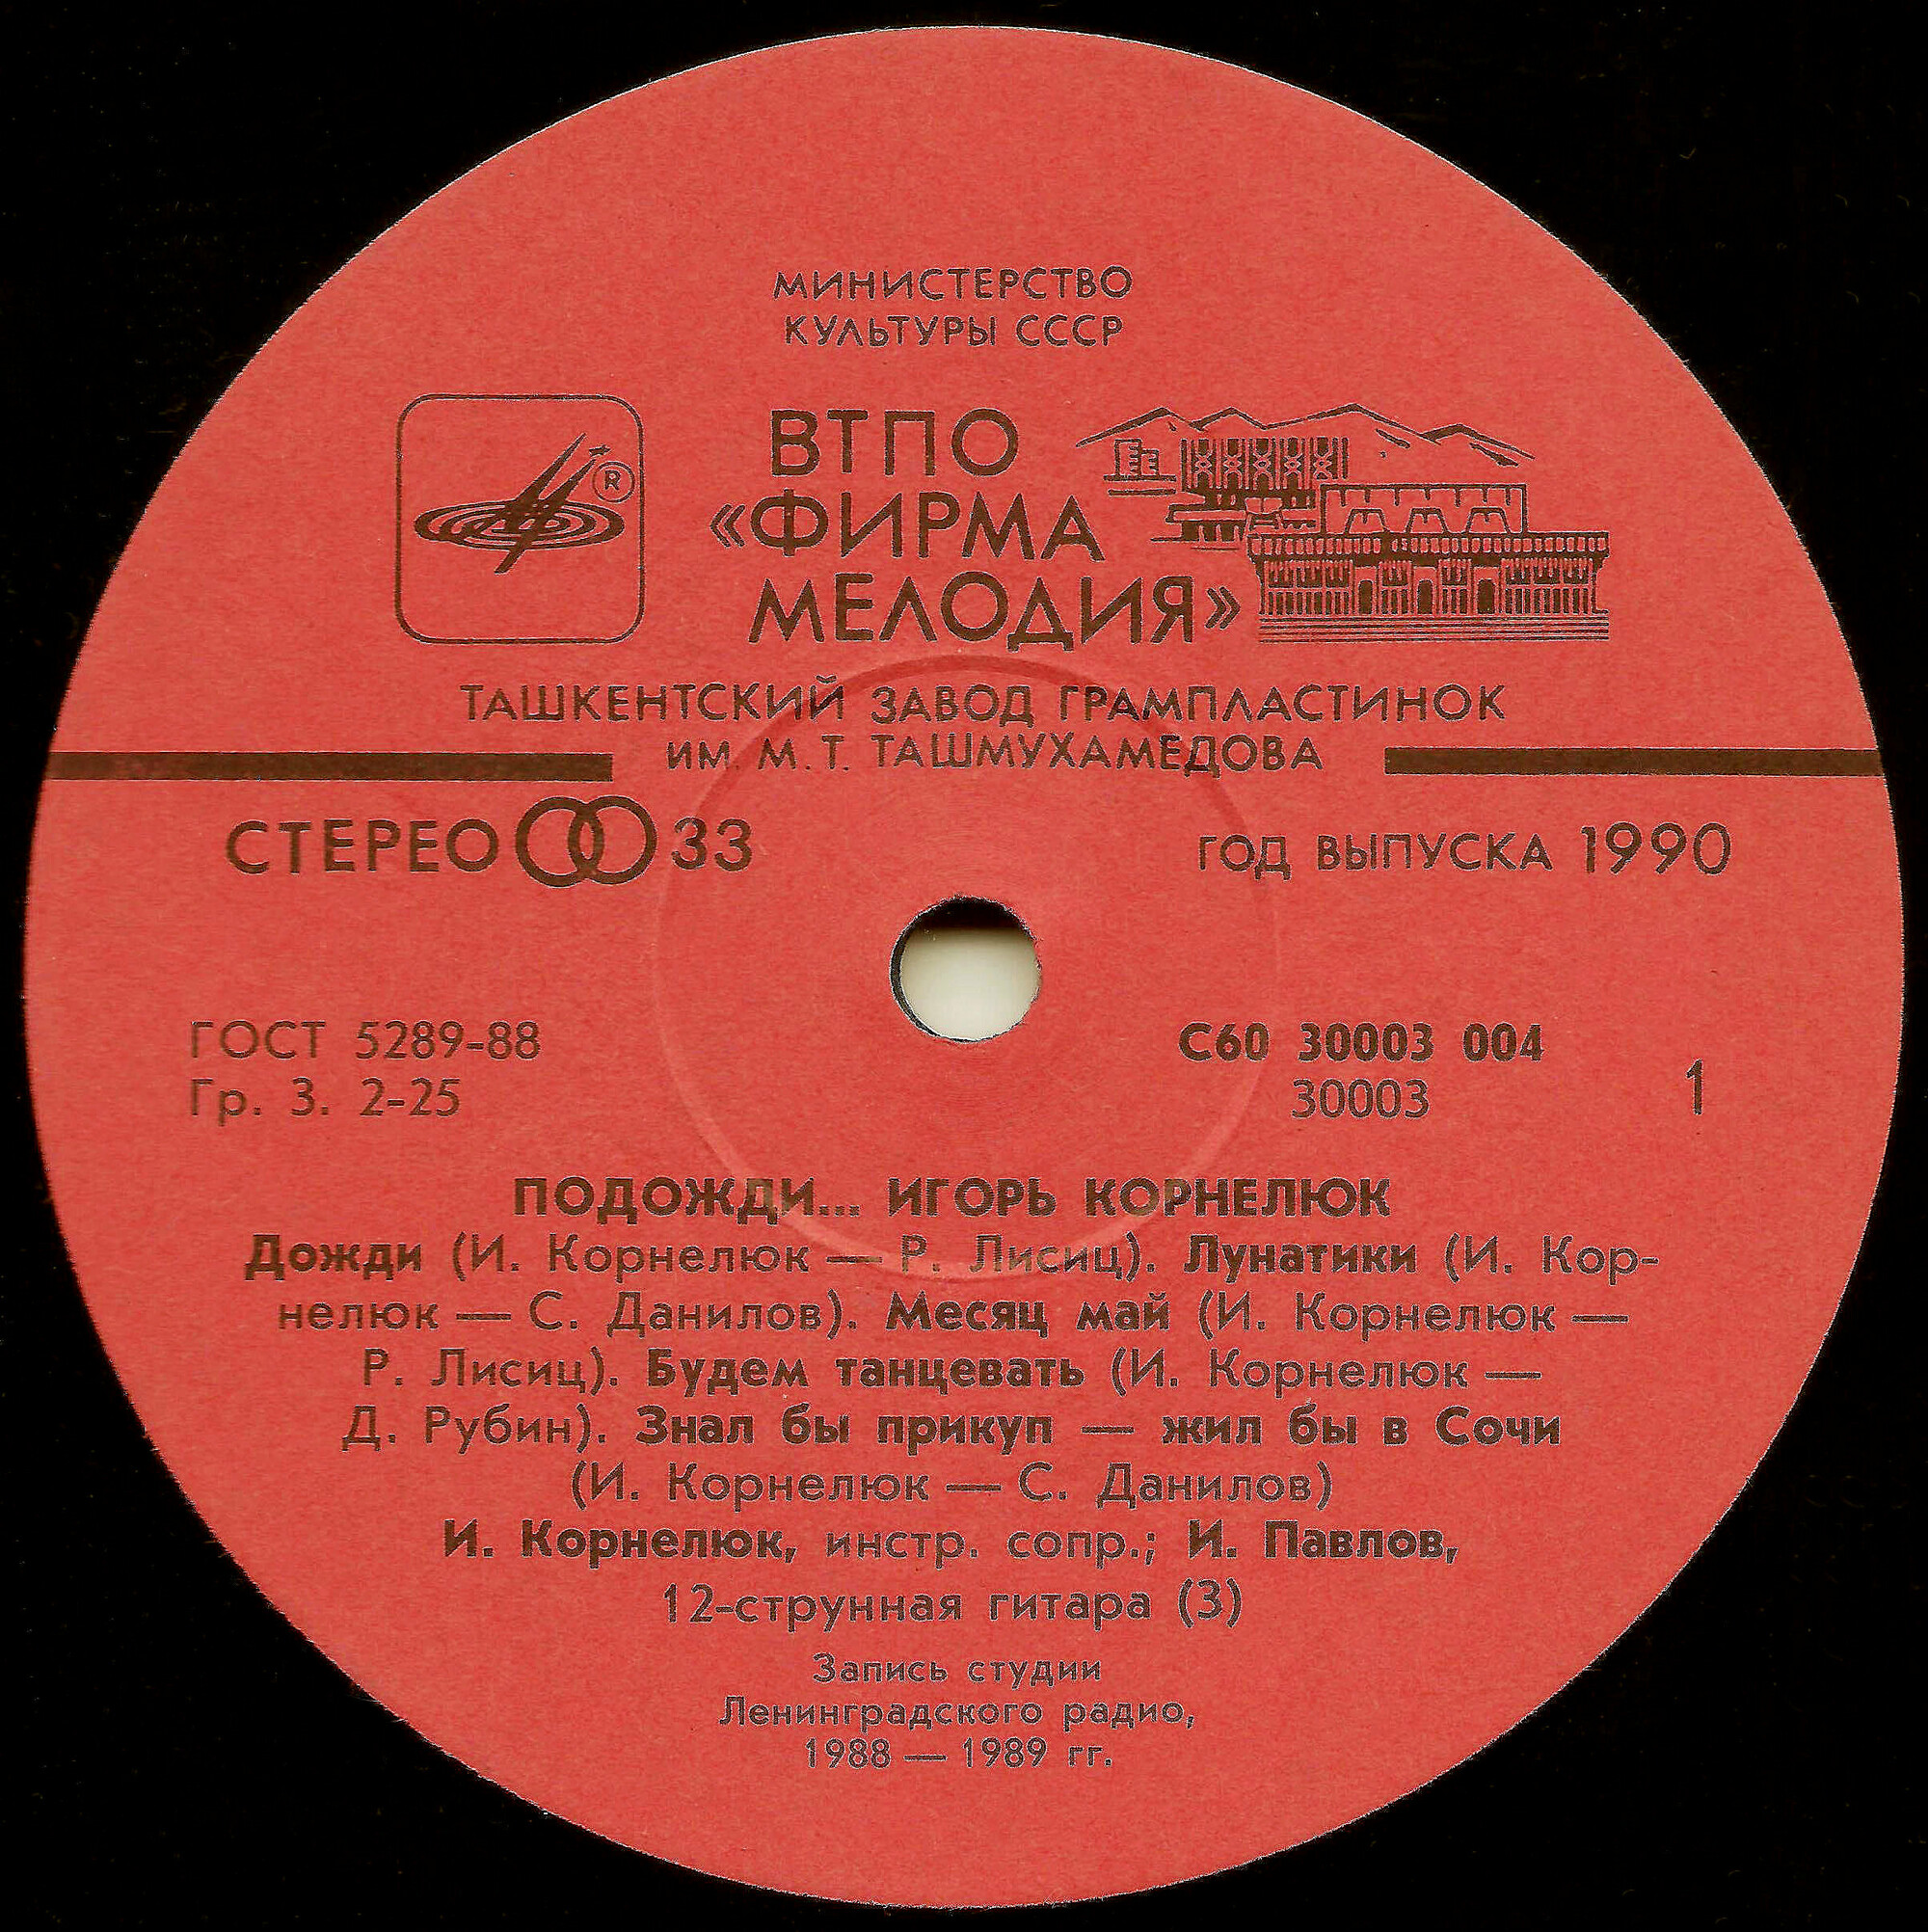 МИНИСТЕРСТВО
КУЛЬТУРЫ СССР
ВТПО
«ФИРМА
МЕЛОДИЯ»
®
ТАШКЕНТСКИЙ ЗАВОД ГРАМПЛАСТИНОК
ИМ. М.Т. ТАШМУХАМЕДОВА
СТЕРЕО 33
ГОД ВЫПУСКА 1990
ГОСТ 5289-88
Гр. 3. 2-25
С60 30003 004
30003
1
ПОДОЖДИ... ИГОРЬ КОРНЕЛЮК
Дожди (И. Корнелюк — Р. Лисиц). Лунатики (И. Кор-
нелюк — С. Данилов). Месяц май (И. Корнелюк —
Р. Лисиц). Будем танцевать (И. Корнелюк —
Д. Рубин). Знал бы прикуп — жил бы в Сочи
(И. Корнелюк — С. Данилов)
И. Корнелюк, инстр. сопр.; И. Павлов,
12-струнная гитара (3)
Запись студии
Ленинградского радио,
1988 — 1989 гг.